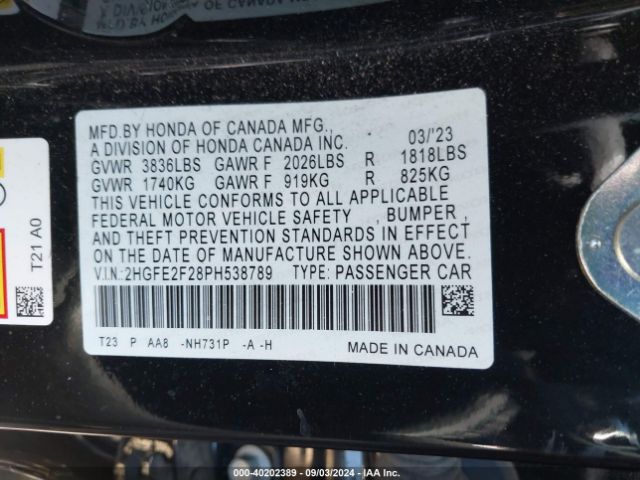 MFD.BY HONDA OF CANADA MFG.,
A DIVISION OF HONDA CANADA INC. 03/'23
GVWR 3836LBS GAWR F 2026LBS R 1818LBS
GVWR 1740KG GAWR F 919KG R 825KG
THIS VEHICLE CONFORMS TO ALL APPLICABLE
FEDERAL MOTOR VEHICLE SAFETY , BUMPER ,
AND THEFT PREVENTION STANDARDS IN EFFECT
ON THE DATE OF MANUFACTURE SHOWN ABOVE.
V.I.N.:2HGFE2F28PH538789 TYPE: PASSENGER CAR
T23 P AA8 -NH731P -A -H
MADE IN CANADA
T21 A0
000-40202389 - 09/03/2024 - IAA Inc.